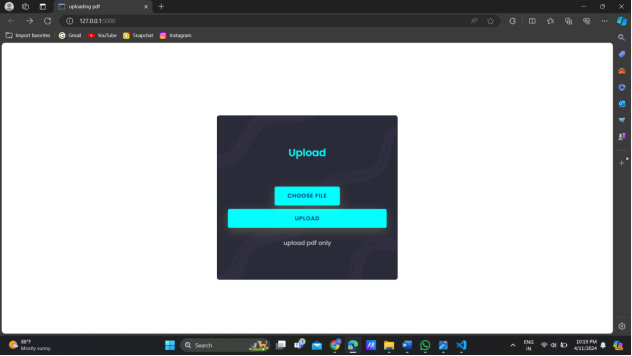 uploading pdf
127.0.0.1:5000
Import favorites
Gmail
YouTube
Snapchat
Instagram
Upload
CHOOSE FILE
UPLOAD
upload pdf only
88°F
Mostly sunny
Search
ENG
IN
10:19 PM
4/11/2024